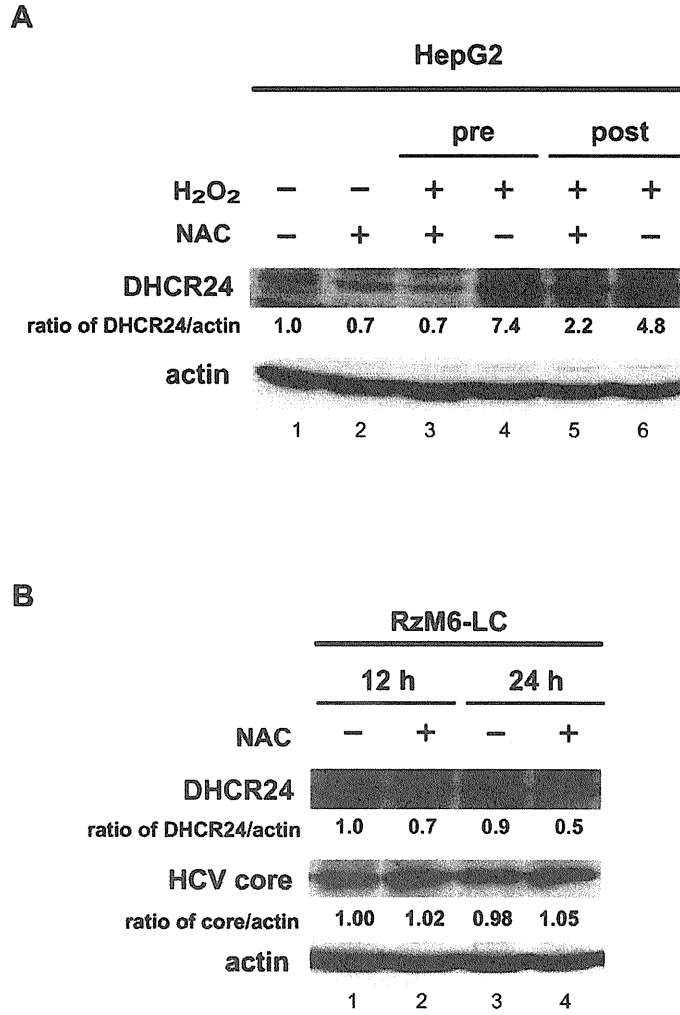 A
HepG2
pre post
H₂O₂ − − + + + +
NAC − + + − + −
DHCR24
ratio of DHCR24/actin 1.0 0.7 0.7 7.4 2.2 4.8
actin
1 2 3 4 5 6
B
RzM6-LC
12 h 24 h
NAC − + − +
DHCR24
ratio of DHCR24/actin 1.0 0.7 0.9 0.5
HCV core
ratio of core/actin 1.00 1.02 0.98 1.05
actin
1 2 3 4